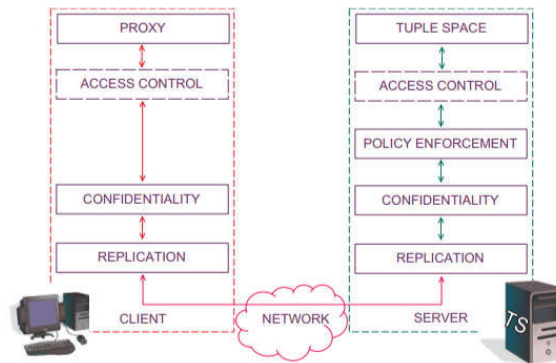 PROXY
ACCESS CONTROL
CONFIDENTIALITY
REPLICATION
CLIENT
NETWORK
TUPLE SPACE
ACCESS CONTROL
POLICY ENFORCEMENT
CONFIDENTIALITY
REPLICATION
SERVER
TS